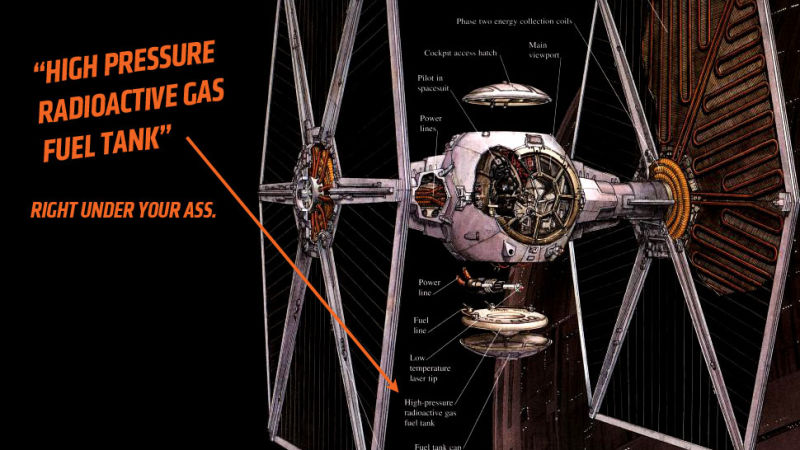 “HIGH PRESSURE
RADIOACTIVE GAS
FUEL TANK”
RIGHT UNDER YOUR ASS.
Phase two energy collection coils
Cockpit access hatch
Main
viewport
Pilot in
spacesuit
Power
lines
Power
line
Fuel
line
Low
temperature
laser tip
High-pressure
radioactive gas
fuel tank
Fuel tank cap